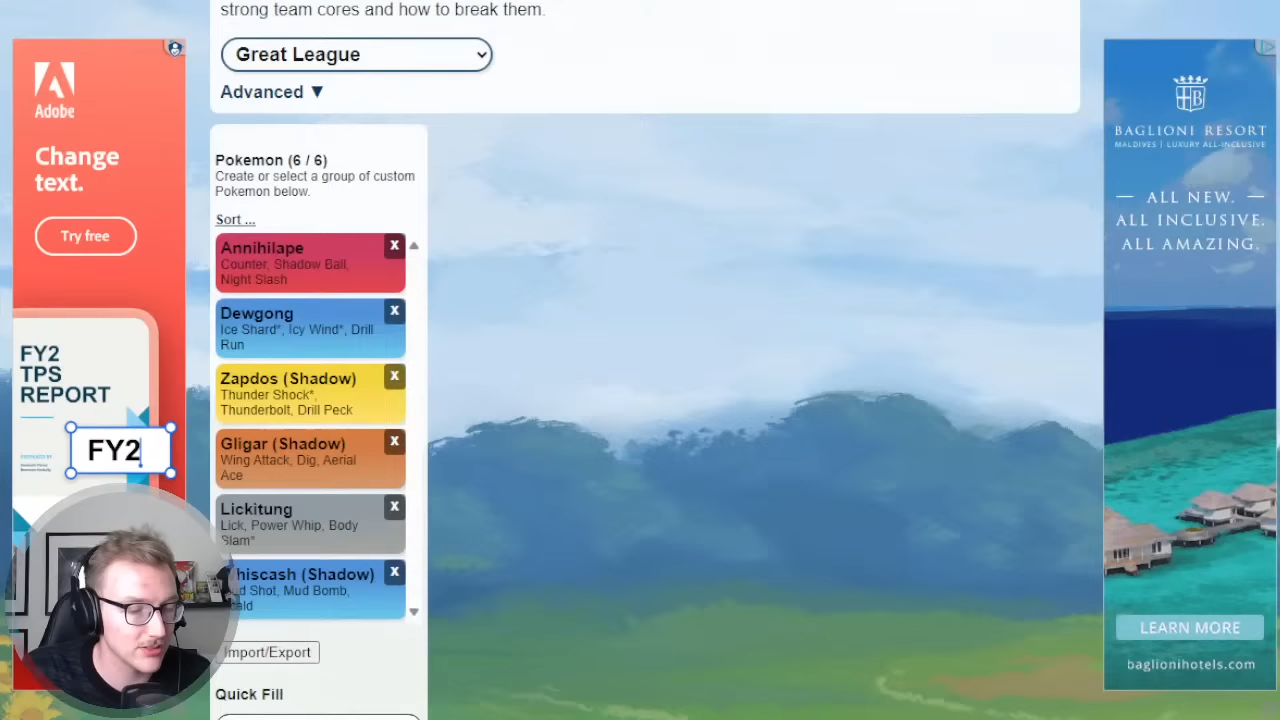 strong team cores and how to break them.
Great League
Advanced ▼
Pokemon (6 / 6)
Create or select a group of custom
Pokemon below.
Sort ...
Annihilape
X
Counter, Shadow Ball,
Night Slash
Dewgong
X
Ice Shard*, Icy Wind*, Drill
Run
Zapdos (Shadow)
X
Thunder Shock*,
Thunderbolt, Drill Peck
Gligar (Shadow)
X
Wing Attack, Dig, Aerial
Ace
Lickitung
X
Lick, Power Whip, Body
Slam*
hiscash (Shadow)
X
d Shot, Mud Bomb,
ald
Import/Export
Quick Fill
Adobe
Change
text.
Try free
FY2
TPS
REPORT
FY2
BAGLIONI RESORT
MALDIVES | LUXURY ALL-INCLUSIVE
ALL NEW.
ALL INCLUSIVE.
ALL AMAZING.
LEARN MORE
baglionihotels.com